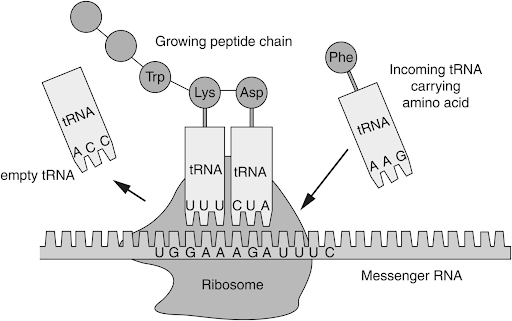 Growing peptide chain
Phe
Incoming tRNA
carrying
amino acid
Trp
Lys
Asp
tRNA
A C C
empty tRNA
tRNA
U U U
tRNA
C U A
tRNA
A A G
U G G A A A G A U U U C
Messenger RNA
Ribosome